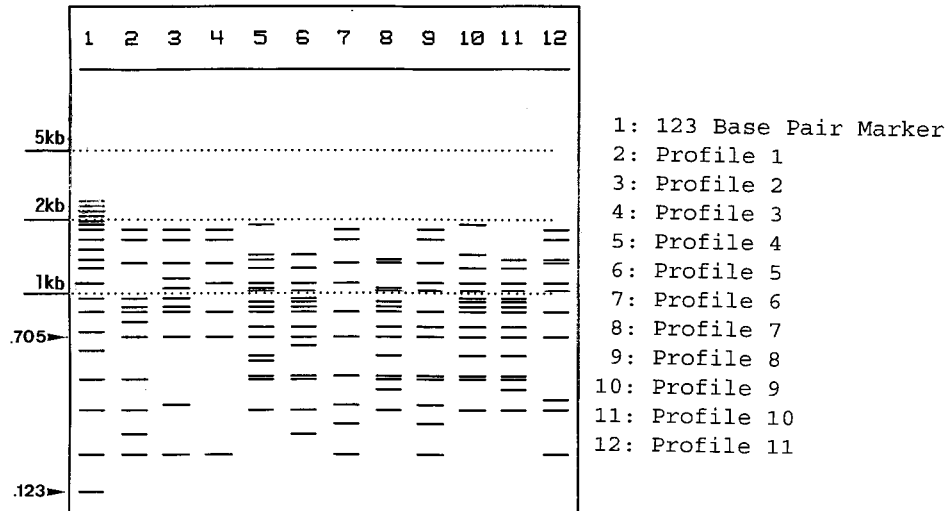 1 2 3 4 5 6 7 8 9 10 11 12
5kb
2kb
1kb
.705
.123
1: 123 Base Pair Marker
2: Profile 1
3: Profile 2
4: Profile 3
5: Profile 4
6: Profile 5
7: Profile 6
8: Profile 7
9: Profile 8
10: Profile 9
11: Profile 10
12: Profile 11